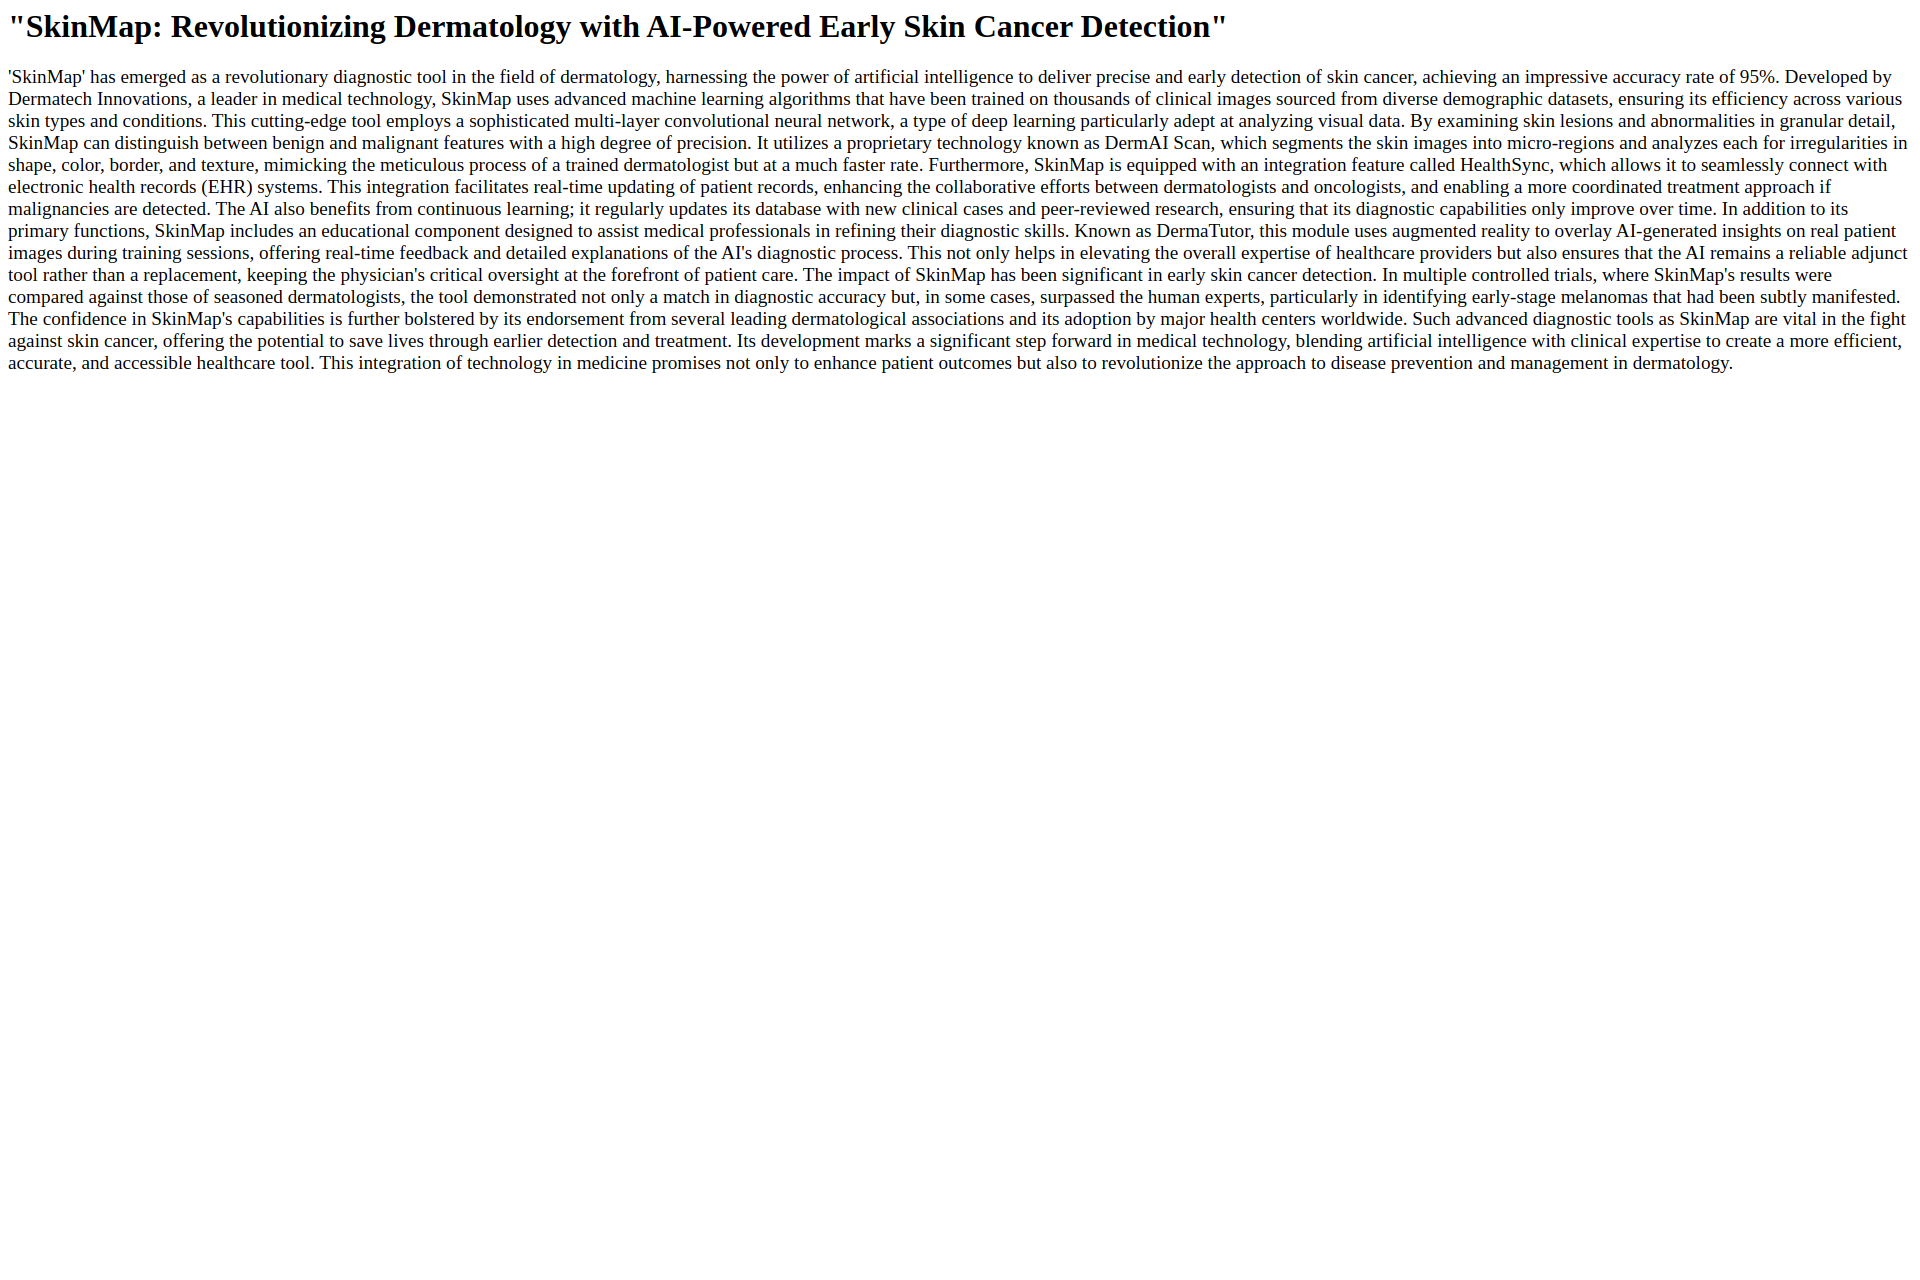 "SkinMap: Revolutionizing Dermatology with AI-Powered Early Skin Cancer Detection"
'SkinMap' has emerged as a revolutionary diagnostic tool in the field of dermatology, harnessing the power of artificial intelligence to deliver precise and early detection of skin cancer, achieving an impressive accuracy rate of 95%. Developed by
Dermatech Innovations, a leader in medical technology, SkinMap uses advanced machine learning algorithms that have been trained on thousands of clinical images sourced from diverse demographic datasets, ensuring its efficiency across various
skin types and conditions. This cutting-edge tool employs a sophisticated multi-layer convolutional neural network, a type of deep learning particularly adept at analyzing visual data. By examining skin lesions and abnormalities in granular detail,
SkinMap can distinguish between benign and malignant features with a high degree of precision. It utilizes a proprietary technology known as DermAI Scan, which segments the skin images into micro-regions and analyzes each for irregularities in
shape, color, border, and texture, mimicking the meticulous process of a trained dermatologist but at a much faster rate. Furthermore, SkinMap is equipped with an integration feature called HealthSync, which allows it to seamlessly connect with
electronic health records (EHR) systems. This integration facilitates real-time updating of patient records, enhancing the collaborative efforts between dermatologists and oncologists, and enabling a more coordinated treatment approach if
malignancies are detected. The AI also benefits from continuous learning; it regularly updates its database with new clinical cases and peer-reviewed research, ensuring that its diagnostic capabilities only improve over time. In addition to its
primary functions, SkinMap includes an educational component designed to assist medical professionals in refining their diagnostic skills. Known as DermaTutor, this module uses augmented reality to overlay AI-generated insights on real patient
images during training sessions, offering real-time feedback and detailed explanations of the AI's diagnostic process. This not only helps in elevating the overall expertise of healthcare providers but also ensures that the AI remains a reliable adjunct
tool rather than a replacement, keeping the physician's critical oversight at the forefront of patient care. The impact of SkinMap has been significant in early skin cancer detection. In multiple controlled trials, where SkinMap's results were
compared against those of seasoned dermatologists, the tool demonstrated not only a match in diagnostic accuracy but, in some cases, surpassed the human experts, particularly in identifying early-stage melanomas that had been subtly manifested.
The confidence in SkinMap's capabilities is further bolstered by its endorsement from several leading dermatological associations and its adoption by major health centers worldwide. Such advanced diagnostic tools as SkinMap are vital in the fight
against skin cancer, offering the potential to save lives through earlier detection and treatment. Its development marks a significant step forward in medical technology, blending artificial intelligence with clinical expertise to create a more efficient,
accurate, and accessible healthcare tool. This integration of technology in medicine promises not only to enhance patient outcomes but also to revolutionize the approach to disease prevention and management in dermatology.